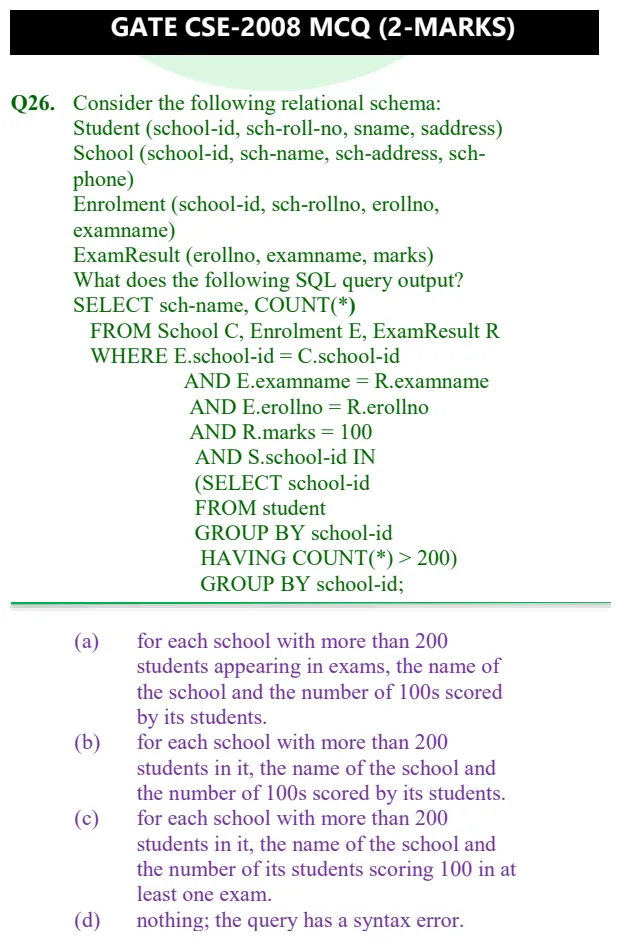 GATE CSE-2008 MCQ (2-MARKS)
Q26. Consider the following relational schema:
Student (school-id, sch-roll-no, sname, saddress)
School (school-id, sch-name, sch-address, sch-
phone)
Enrolment (school-id, sch-rollno, erollno,
examname)
ExamResult (erollno, examname, marks)
What does the following SQL query output?
SELECT sch-name, COUNT(*)
FROM School C, Enrolment E, ExamResult R
WHERE E.school-id = C.school-id
AND E.examname = R.examname
AND E.erollno = R.erollno
AND R.marks = 100
AND S.school-id IN
(SELECT school-id
FROM student
GROUP BY school-id
HAVING COUNT(*) > 200)
GROUP BY school-id;
(a) for each school with more than 200
students appearing in exams, the name of
the school and the number of 100s scored
by its students.
(b) for each school with more than 200
students in it, the name of the school and
the number of 100s scored by its students.
(c) for each school with more than 200
students in it, the name of the school and
the number of its students scoring 100 in at
least one exam.
(d) nothing; the query has a syntax error.